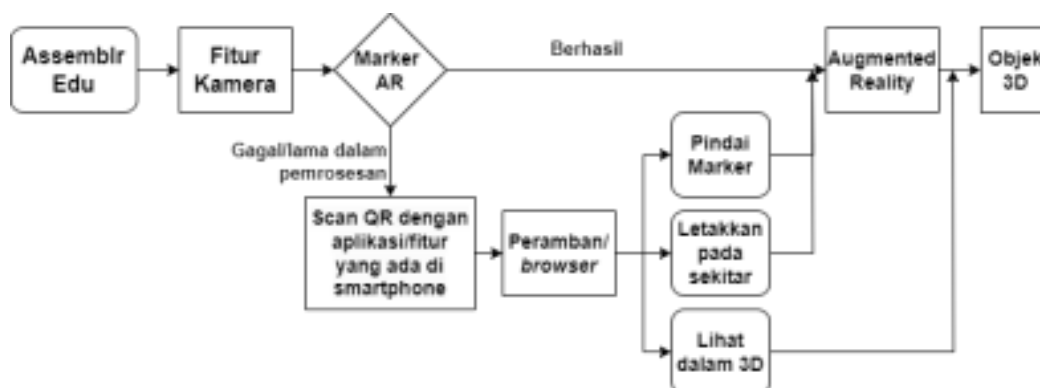 Assemblr
Edu
Fitur
Kamera
Marker
AR
Berhasil
Augmented
Reality
Objek
3D
Gagal/lama dalam
pemrosesan
Scan QR dengan
aplikasi/fitur
yang ada di
smartphone
Peramban/
browser
Pindai
Marker
Letakkan
pada
sekitar
Lihat
dalam 3D